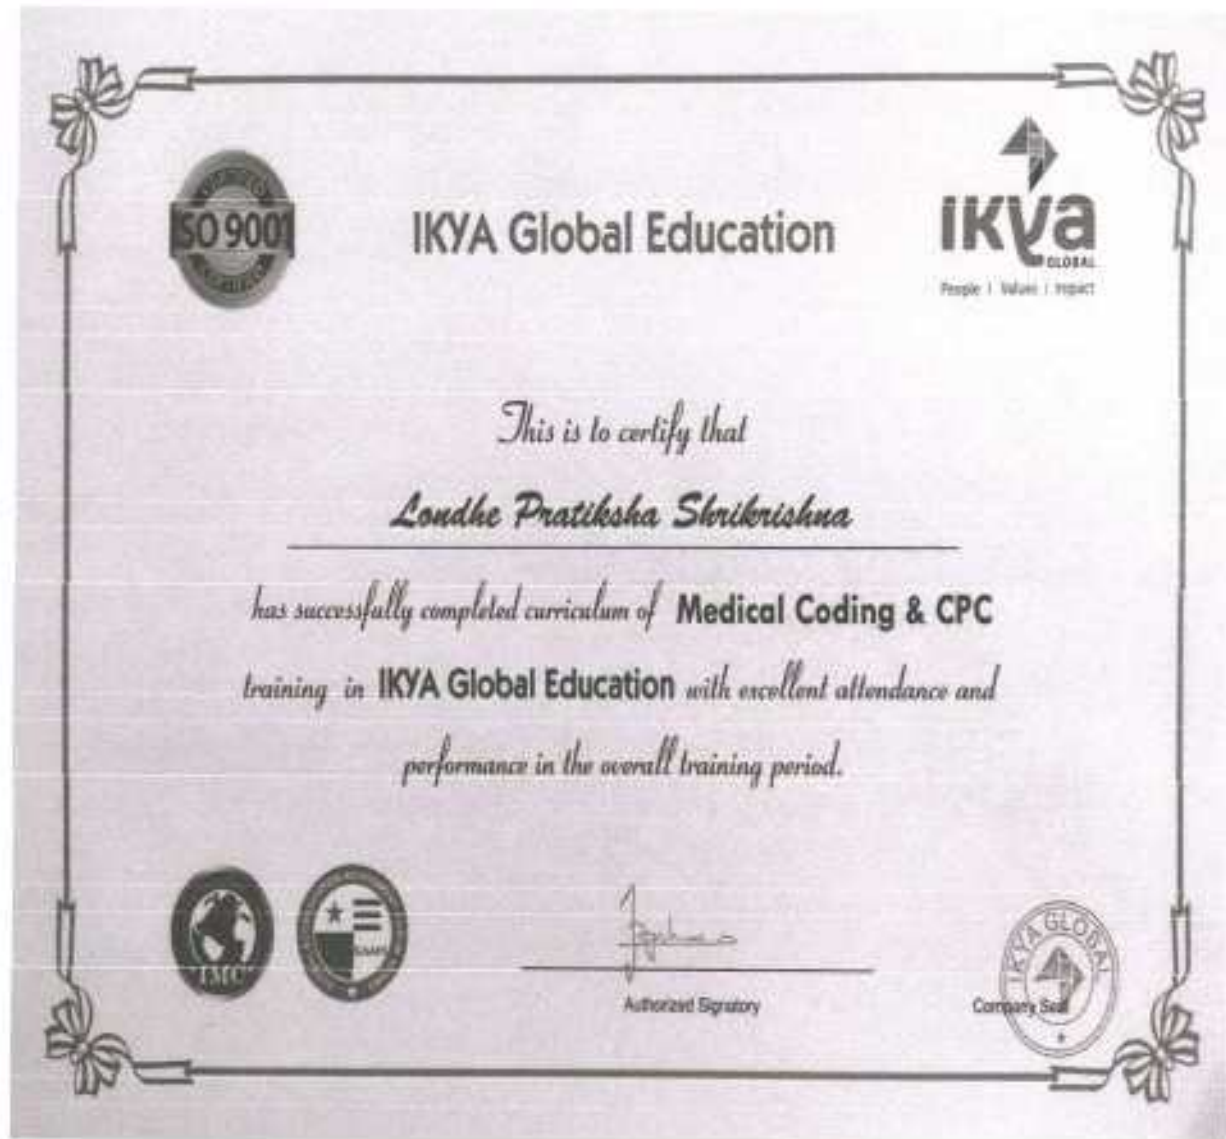 ISO 9001
IKYA Global Education
IKYA
GLOBAL
People | Values | Impact
This is to certify that
Londhe Pratiksha Shrikrishna
has successfully completed curriculum of Medical Coding & CPC
training in IKYA Global Education with excellent attendance and
performance in the overall training period.
IMC
IKYA GLOBAL
Authorized Signatory
Company Seal